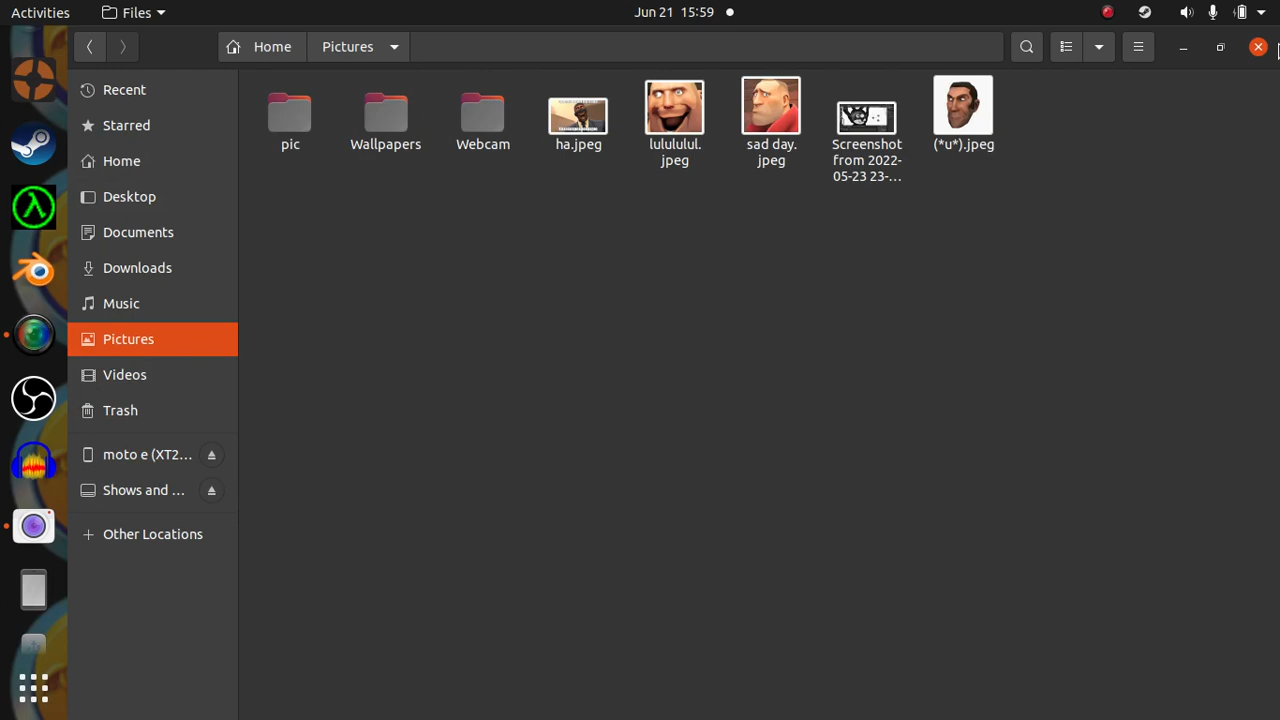 Activities
Files
Jun 21 15:59
Home
Pictures
Recent
Starred
Home
Desktop
Documents
Downloads
Music
Pictures
Videos
Trash
moto e (XT2...
Shows and ...
Other Locations
pic
Wallpapers
Webcam
ha.jpeg
lulululul.
jpeg
sad day.
jpeg
Screenshot
from 2022-
05-23 23-...
(*u*).jpeg